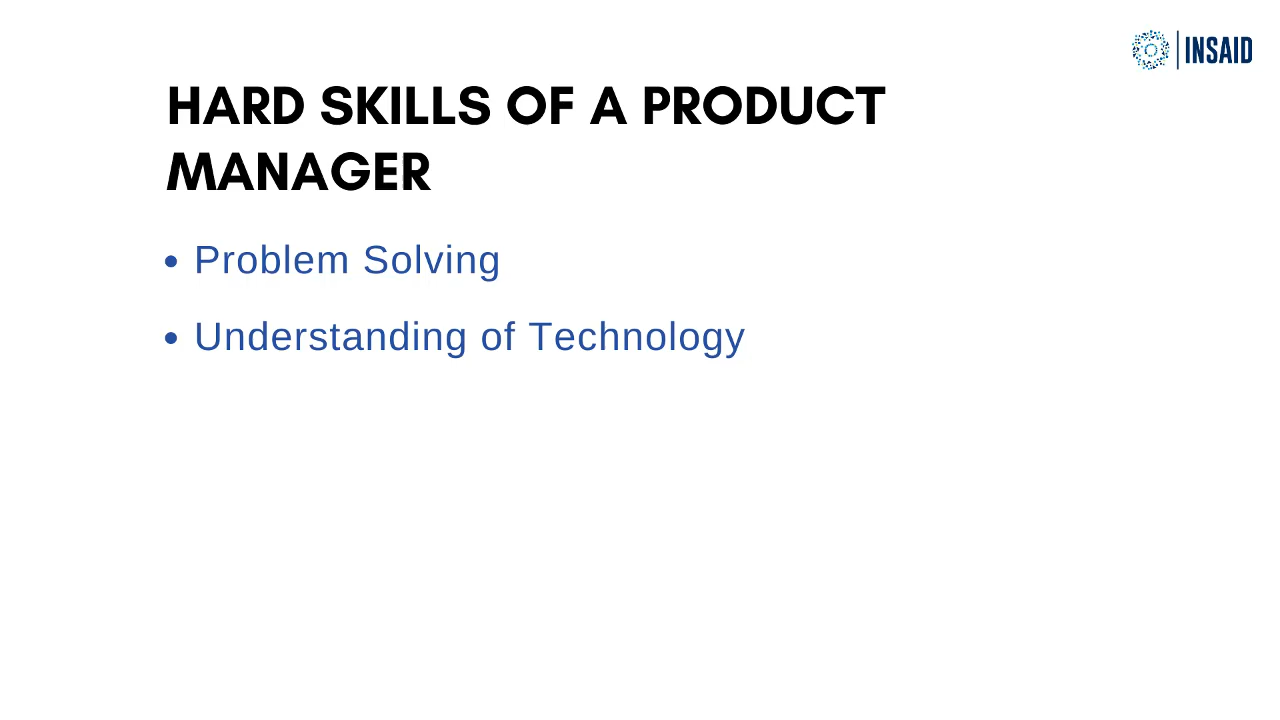 INSAID
HARD SKILLS OF A PRODUCT
MANAGER
• Problem Solving
• Understanding of Technology